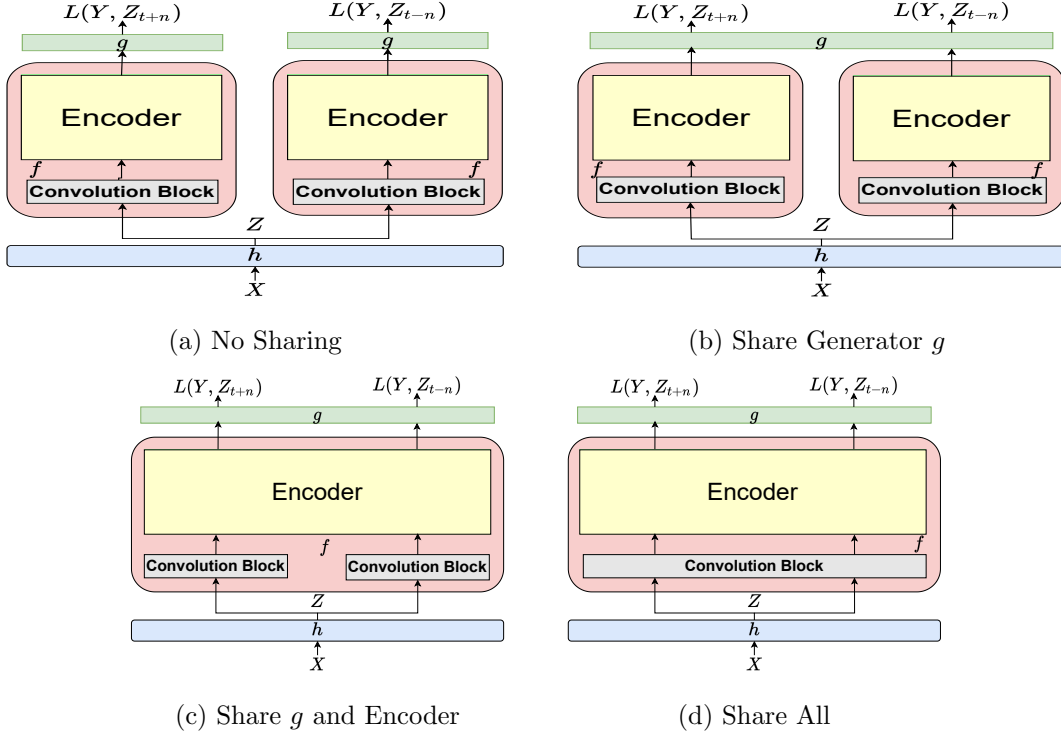 L(Y, Z_{t+n})
L(Y, Z_{t−n})
g
g
Encoder
Encoder
f
f
Convolution Block
Convolution Block
Z
h
X
(a) No Sharing
L(Y, Z_{t+n})
L(Y, Z_{t−n})
g
Encoder
Encoder
f
f
Convolution Block
Convolution Block
Z
h
X
(b) Share Generator g
L(Y, Z_{t+n})
L(Y, Z_{t−n})
g
Encoder
f
Convolution Block
Convolution Block
Z
h
X
(c) Share g and Encoder
L(Y, Z_{t+n})
L(Y, Z_{t−n})
g
Encoder
f
Convolution Block
Z
h
X
(d) Share All